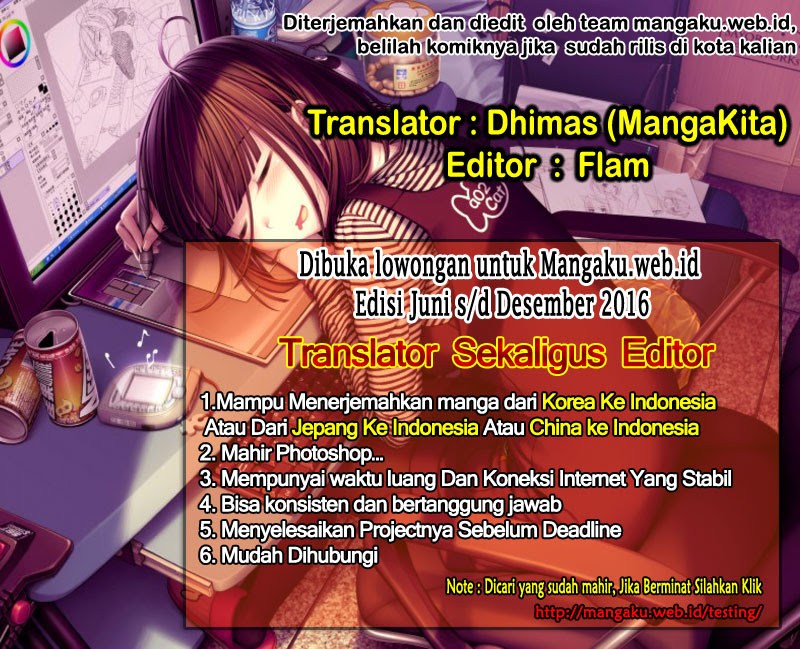 Diterjemahkan dan diedit oleh team mangaku.web.id,
belilah komiknya jika sudah rilis di kota kalian
Translator : Dhimas (MangaKita)
Editor : Flam
Dibuka lowongan untuk Mangaku.web.id
Edisi Juni s/d Desember 2016
Translator Sekaligus Editor
1.Mampu Menerjemahkan manga dari Korea Ke Indonesia
Atau Dari Jepang Ke Indonesia Atau China ke Indonesia
2. Mahir Photoshop...
3. Mempunyai waktu luang Dan Koneksi Internet Yang Stabil
4. Bisa konsisten dan bertanggung jawab
5. Menyelesaikan Projectnya Sebelum Deadline
6. Mudah Dihubungi
Note : Dicari yang sudah mahir, Jika Berminat Silahkan Klik
http://mangaku.web.id/testing/